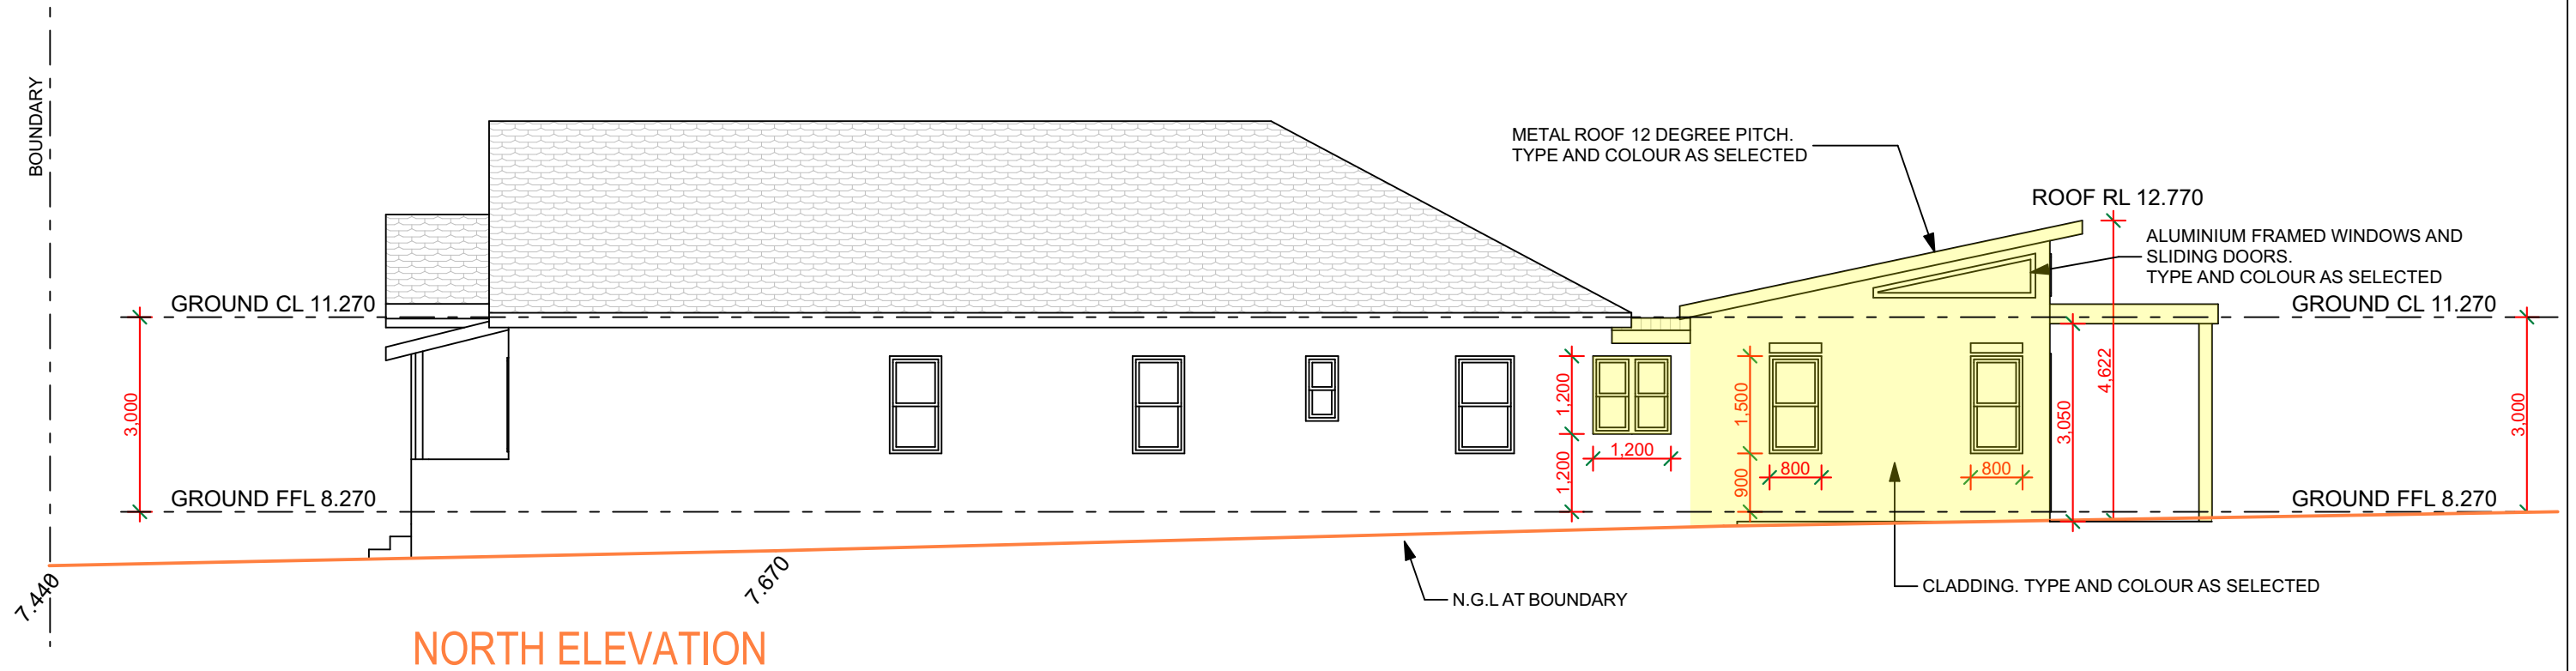 BOUNDARY
METAL ROOF 12 DEGREE PITCH.
TYPE AND COLOUR AS SELECTED
ROOF RL 12.770
ALUMINIUM FRAMED WINDOWS AND
SLIDING DOORS.
TYPE AND COLOUR AS SELECTED
GROUND CL 11.270
GROUND CL 11.270
3,000
1,200
1,200
1,200
1,500
900
800
800
3,050
4,622
3,000
GROUND FFL 8.270
GROUND FFL 8.270
7.440
7.670
N.G.L AT BOUNDARY
CLADDING. TYPE AND COLOUR AS SELECTED
NORTH ELEVATION